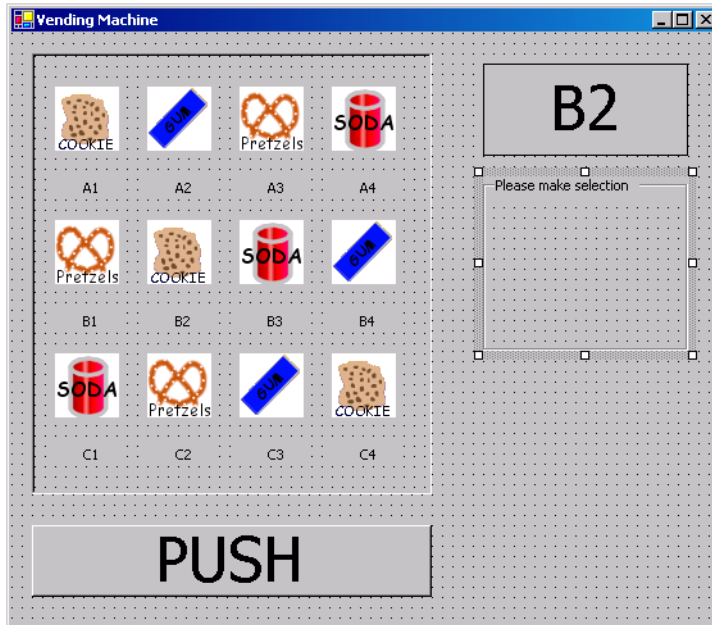 Vending Machine
COOKIE GUM Pretzels SODA
A1 A2 A3 A4
Pretzels COOKIE SODA GUM
B1 B2 B3 B4
SODA Pretzels GUM COOKIE
C1 C2 C3 C4
PUSH
B2
Please make selection